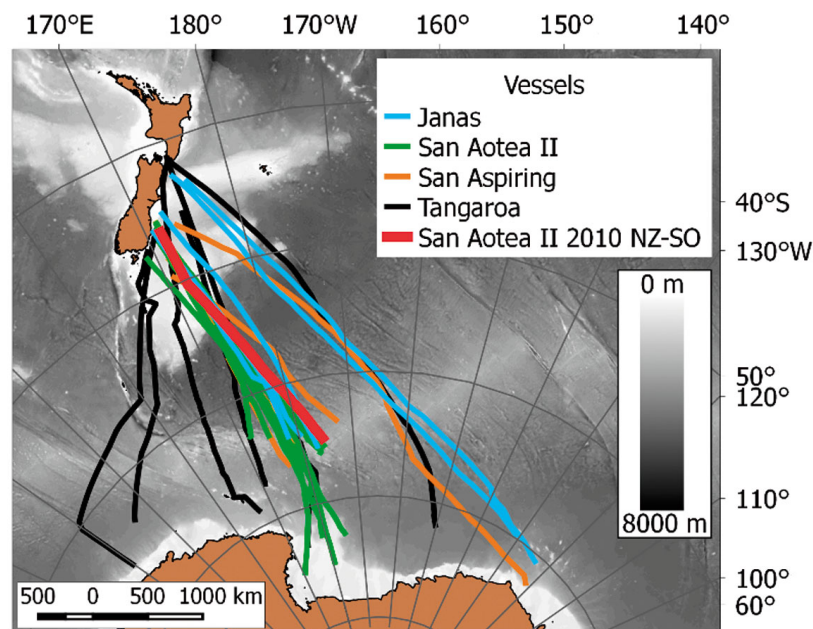 170°E 180° 170°W 160° 150° 140°
Vessels
Janas
San Aotea II
San Aspiring
Tangaroa
San Aotea II 2010 NZ-SO
40°S
130°W
0 m
8000 m
50°
120°
110°
100°
60°
500 0 500 1000 km